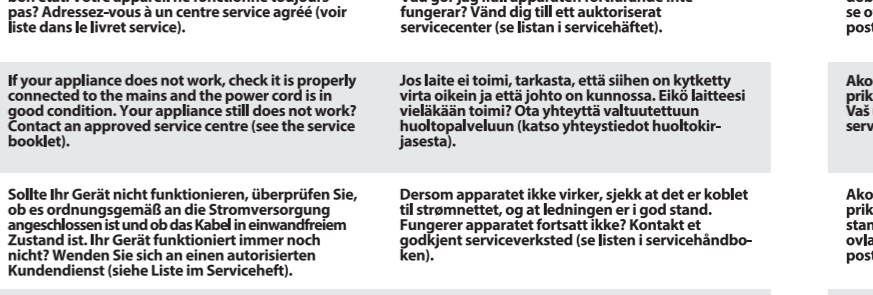 pas? Adressez-vous à un centre service agréé (voir
liste dans le livret service).
fungerar? Vänd dig till ett auktoriserat
servicecenter (se listan i servicehäftet).
If your appliance does not work, check it is properly
connected to the mains and the power cord is in
good condition. Your appliance still does not work?
Contact an approved service centre (see the service
booklet).
Jos laite ei toimi, tarkasta, että siihen on kytketty
virta oikein ja että johto on kunnossa. Eikö laitteesi
vieläkään toimi? Ota yhteyttä valtuutettuun
huoltopalveluun (katso yhteystiedot huoltokir-
jasesta).
Sollte Ihr Gerät nicht funktionieren, überprüfen Sie,
ob es ordnungsgemäß an die Stromversorgung
angeschlossen ist und ob das Kabel in einwandfreiem
Zustand ist. Ihr Gerät funktioniert immer noch
nicht? Wenden Sie sich an einen autorisierten
Kundendienst (siehe Liste im Serviceheft).
Dersom apparatet ikke virker, sjekk at det er koblet
til strømnettet, og at ledningen er i god stand.
Fungerer apparatet fortsatt ikke? Kontakt et
godkjent serviceverksted (se listen i servicehåndbo-
ken).
se o
post
Ako
prik
Vaš
serv
Ako
prik
stan
ovla
post